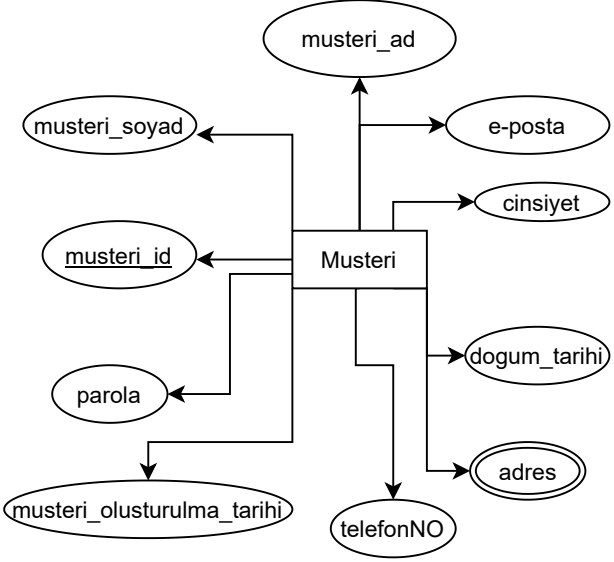 musteri_ad
musteri_soyad
e-posta
cinsiyet
musteri_id
Musteri
dogum_tarihi
parola
adres
musteri_olusturulma_tarihi
telefonNO